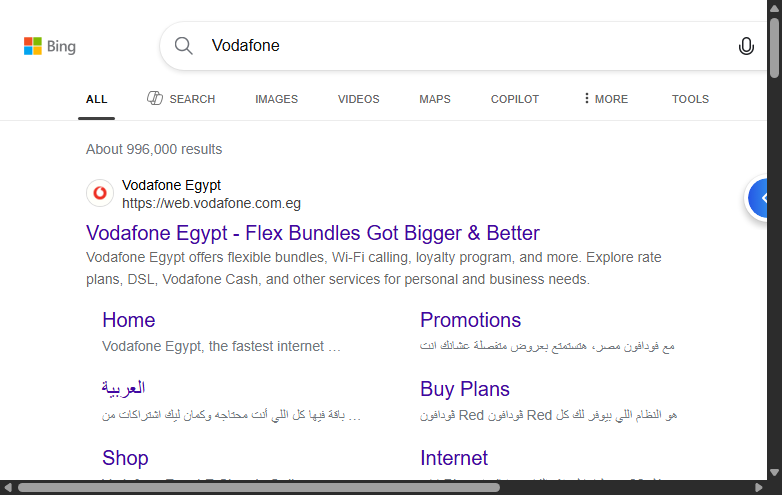 Bing
Vodafone
ALL SEARCH IMAGES VIDEOS MAPS COPILOT MORE TOOLS
About 996,000 results
Vodafone Egypt
https://web.vodafone.com.eg
Vodafone Egypt - Flex Bundles Got Bigger & Better
Vodafone Egypt offers flexible bundles, Wi-Fi calling, loyalty program, and more. Explore rate
plans, DSL, Vodafone Cash, and other services for personal and business needs.
Home
Vodafone Egypt, the fastest internet …
Promotions
مع فودافون مصر، هتستمتع بعروض متفصلة عشانك انت
العربية
باقة فيها كل اللي أنت محتاجه وكمان ليك اشتراكات من …
Buy Plans
هو النظام اللي بيوفر لك كل Red ڤودافون Red ڤودافون
Shop
Internet